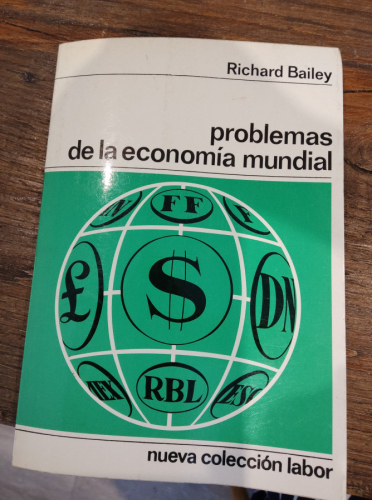 Richard Bailey
problemas
de la economía mundial
FF
£
$
DN
RBL
nueva colección labor